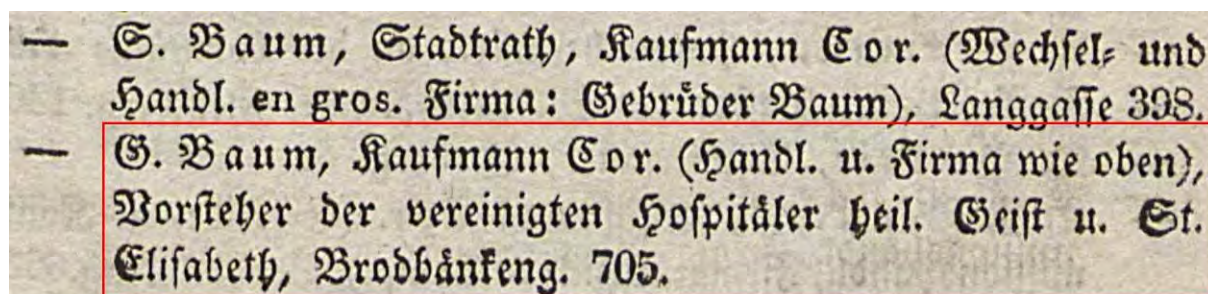 — S. Baum, Stadtrath, Kaufmann Cor. (Wechsel- und
Handl. en gros. Firma: Gebrüder Baum), Langgasse 398.
— G. Baum, Kaufmann Cor. (Handl. u. Firma wie oben),
Vorsteher der vereinigten Hospitäler heil. Geist u. St.
Elisabeth, Brodbänkeng. 705.